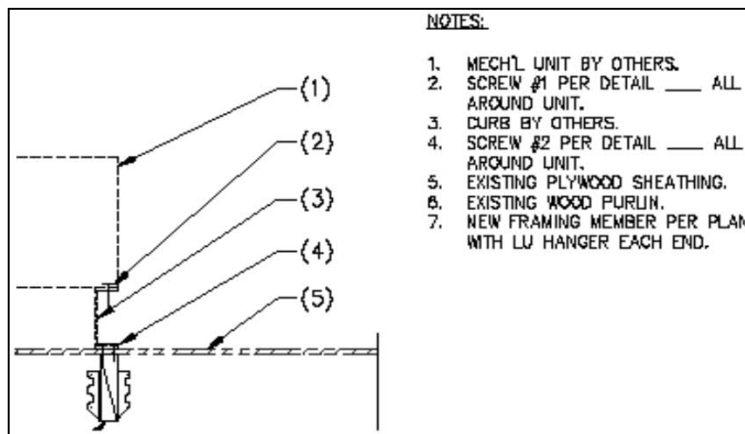 NOTES:
1. MECH'L UNIT BY OTHERS.
2. SCREW #1 PER DETAIL ____ ALL
AROUND UNIT.
3. CURB BY OTHERS.
4. SCREW #2 PER DETAIL ____ ALL
AROUND UNIT.
5. EXISTING PLYWOOD SHEATHING.
6. EXISTING WOOD PURLIN.
7. NEW FRAMING MEMBER PER PLAN
WITH LU HANGER EACH END.
(1)
(2)
(3)
(4)
(5)